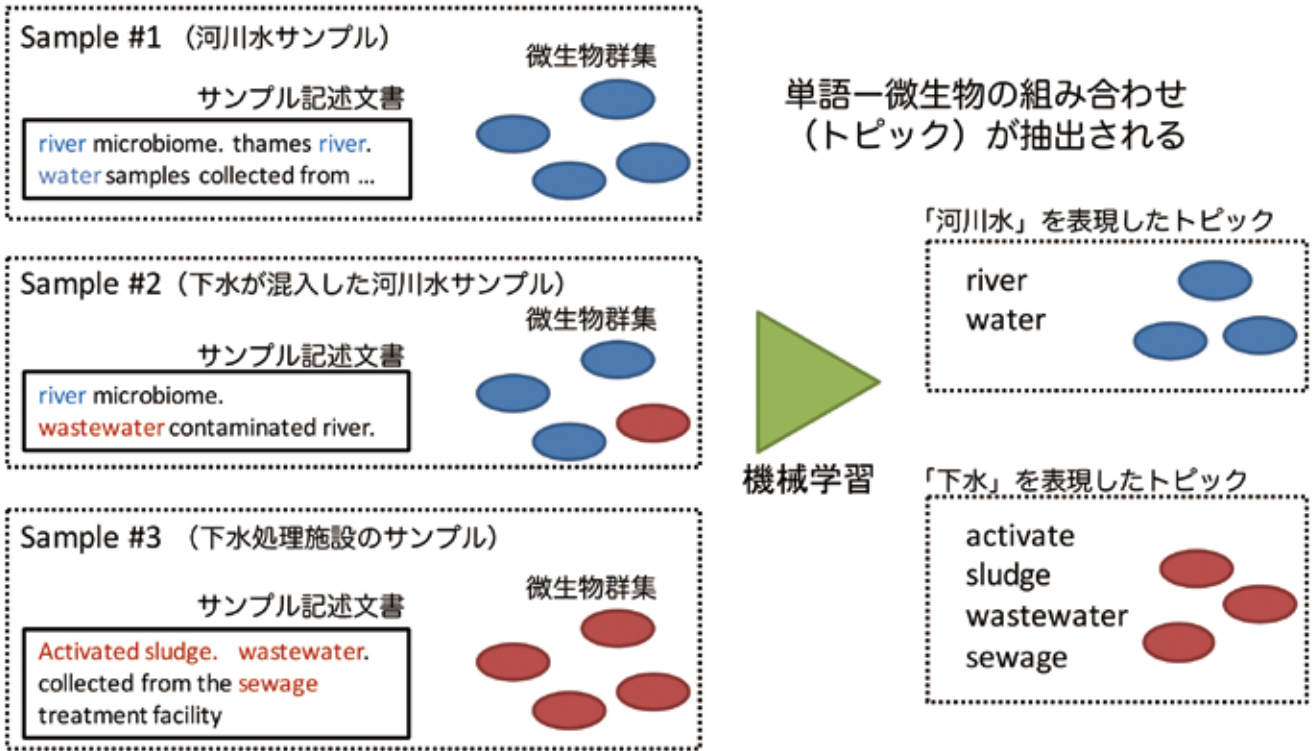 Sample #1 （河川水サンプル）
微生物群集
サンプル記述文書
river microbiome. thames river.
water samples collected from ...
Sample #2（下水が混入した河川水サンプル）
微生物群集
サンプル記述文書
river microbiome.
wastewater contaminated river.
Sample #3 （下水処理施設のサンプル）
微生物群集
サンプル記述文書
Activated sludge. wastewater.
collected from the sewage
treatment facility
機械学習
単語ー微生物の組み合わせ
（トピック）が抽出される
「河川水」を表現したトピック
river
water
「下水」を表現したトピック
activate
sludge
wastewater
sewage